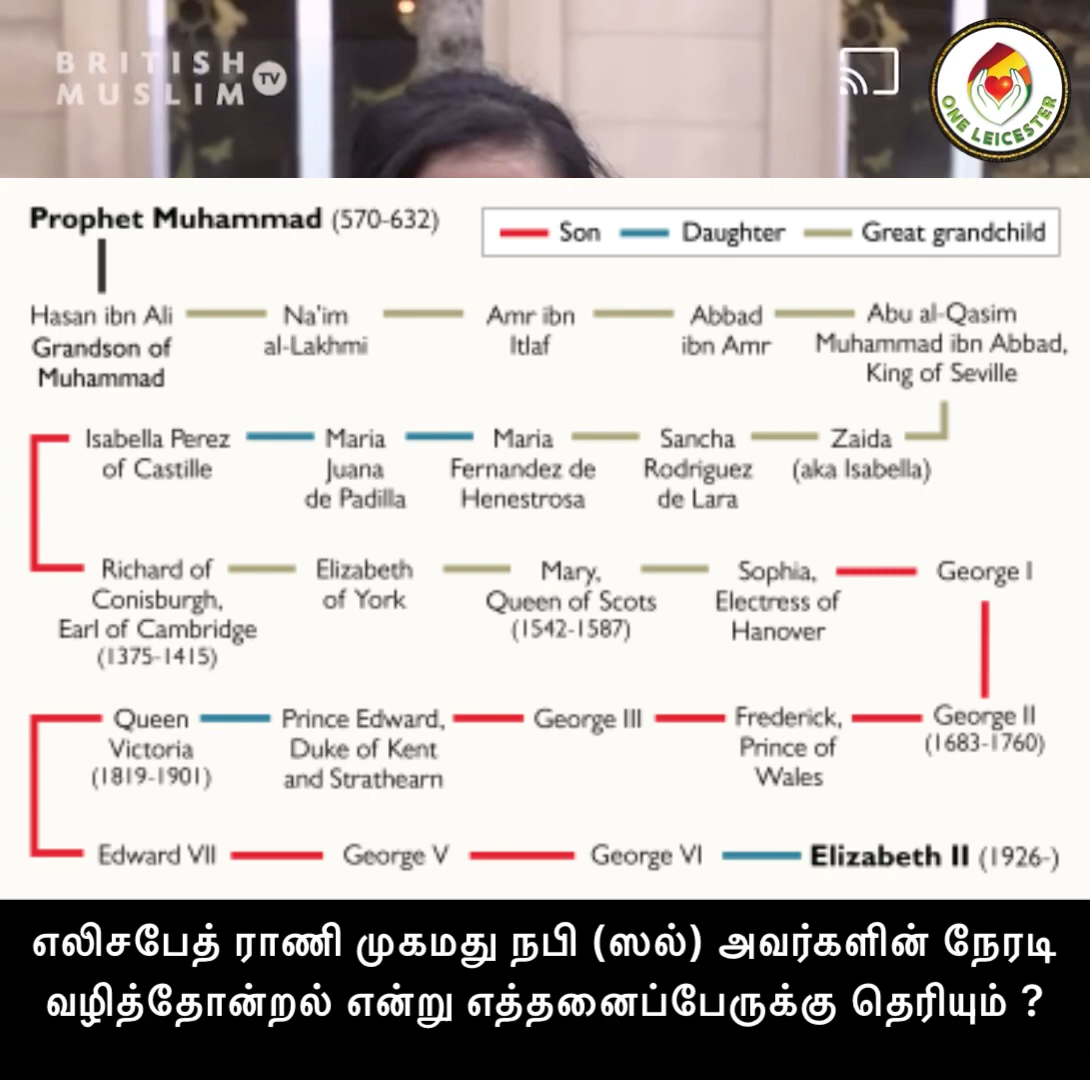 BRITISH
MUSLIM TV
ONE LEICESTER
Prophet Muhammad (570-632)
Son Daughter Great grandchild
Hasan ibn Ali
Grandson of
Muhammad
Na'im
al-Lakhmi
Amr ibn
Itlaf
Abbad
ibn Amr
Abu al-Qasim
Muhammad ibn Abbad,
King of Seville
Isabella Perez
of Castille
Maria
Juana
de Padilla
Maria
Fernandez de
Henestrosa
Sancha
Rodriguez
de Lara
Zaida
(aka Isabella)
Richard of
Conisburgh,
Earl of Cambridge
(1375-1415)
Elizabeth
of York
Mary,
Queen of Scots
(1542-1587)
Sophia,
Electress of
Hanover
George I
Queen
Victoria
(1819-1901)
Prince Edward,
Duke of Kent
and Strathearn
George III
Frederick,
Prince of
Wales
George II
(1683-1760)
Edward VII
George V
George VI
Elizabeth II (1926-)
எலிசபேத் ராணி முகமது நபி (ஸல்) அவர்களின் நேரடி
வழித்தோன்றல் என்று எத்தனைப்பேருக்கு தெரியும் ?